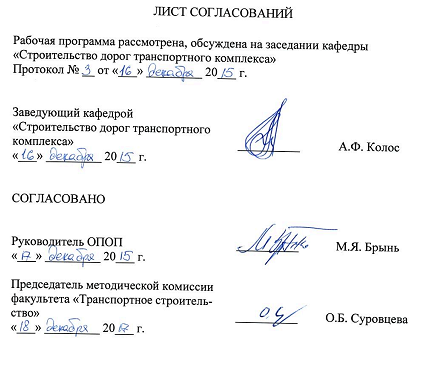 ЛИСТ СОГЛАСОВАНИЙ
Рабочая программа рассмотрена, обсуждена на заседании кафедры
«Строительство дорог транспортного комплекса»
Протокол № 3 от «16» декабря 2015 г.
Заведующий кафедрой
«Строительство дорог транспортного
комплекса» А.Ф. Колос
«16» декабря 2015 г.
СОГЛАСОВАНО
Руководитель ОПОП М.Я. Брынь
«17» декабря 2015 г.
Председатель методической комиссии
факультета «Транспортное строитель-
ство» О.Б. Суровцева
«18» декабря 2017 г.